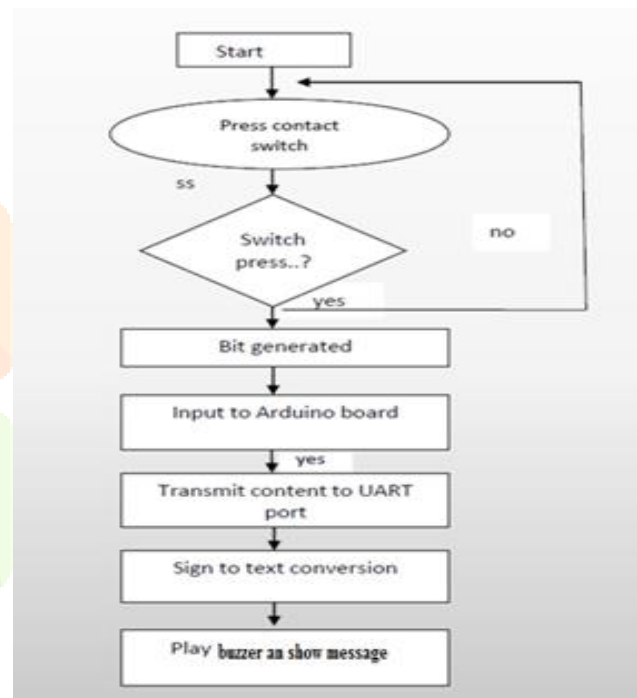 Start
Press contact
switch
ss
Switch
press..?
no
yes
Bit generated
Input to Arduino board
yes
Transmit content to UART
port
Sign to text conversion
Play buzzer an show message